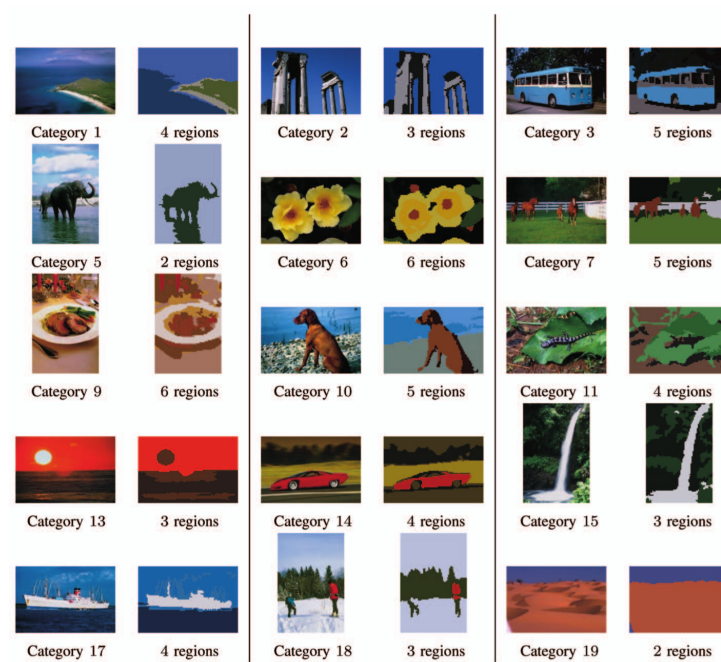 Category 1 4 regions Category 2 3 regions Category 3 5 regions
Category 5 2 regions Category 6 6 regions Category 7 5 regions
Category 9 6 regions Category 10 5 regions Category 11 4 regions
Category 13 3 regions Category 14 4 regions Category 15 3 regions
Category 17 4 regions Category 18 3 regions Category 19 2 regions